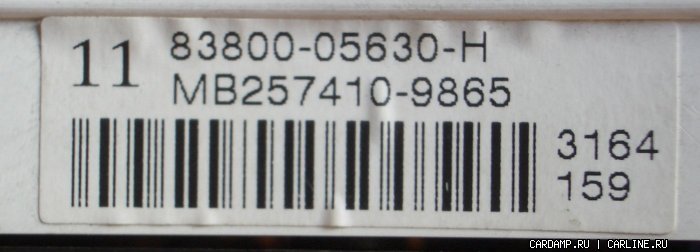 11 83800-05630-H
MB257410-9865
3164
159
CARDAMP.RU | CARLINE.RU